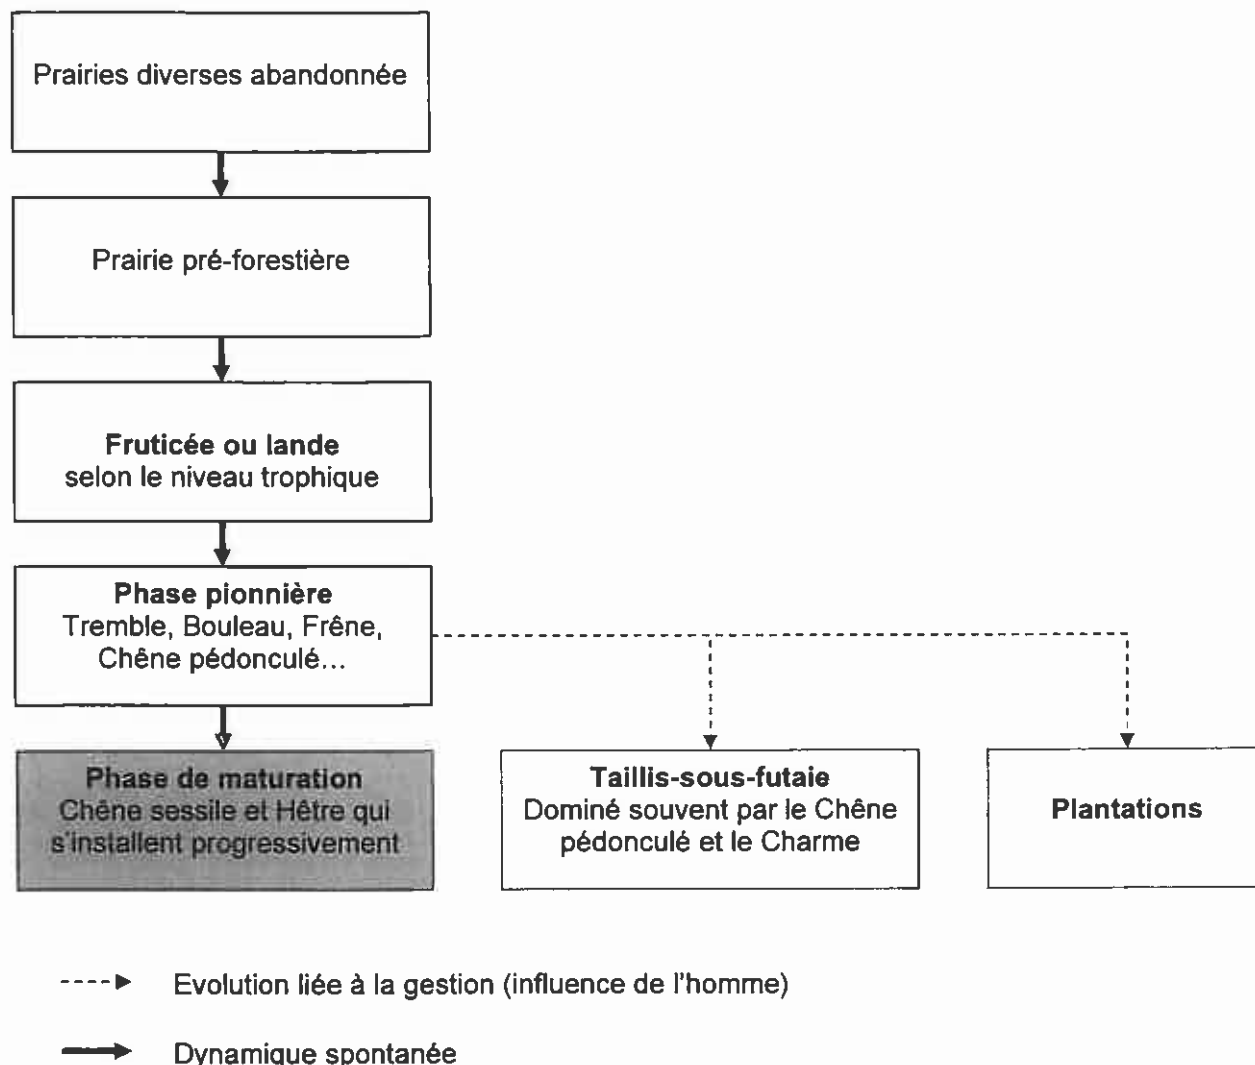 Prairies diverses abandonnée
Prairie pré-forestière
Fruticée ou lande
selon le niveau trophique
Phase pionnière
Tremble, Bouleau, Frêne,
Chêne pédonculé...
Phase de maturation
Chêne sessile et Hêtre qui
s'installent progressivement
Taillis-sous-futaie
Dominé souvent par le Chêne
pédonculé et le Charme
Plantations
Evolution liée à la gestion (influence de l'homme)
Dynamique spontanée